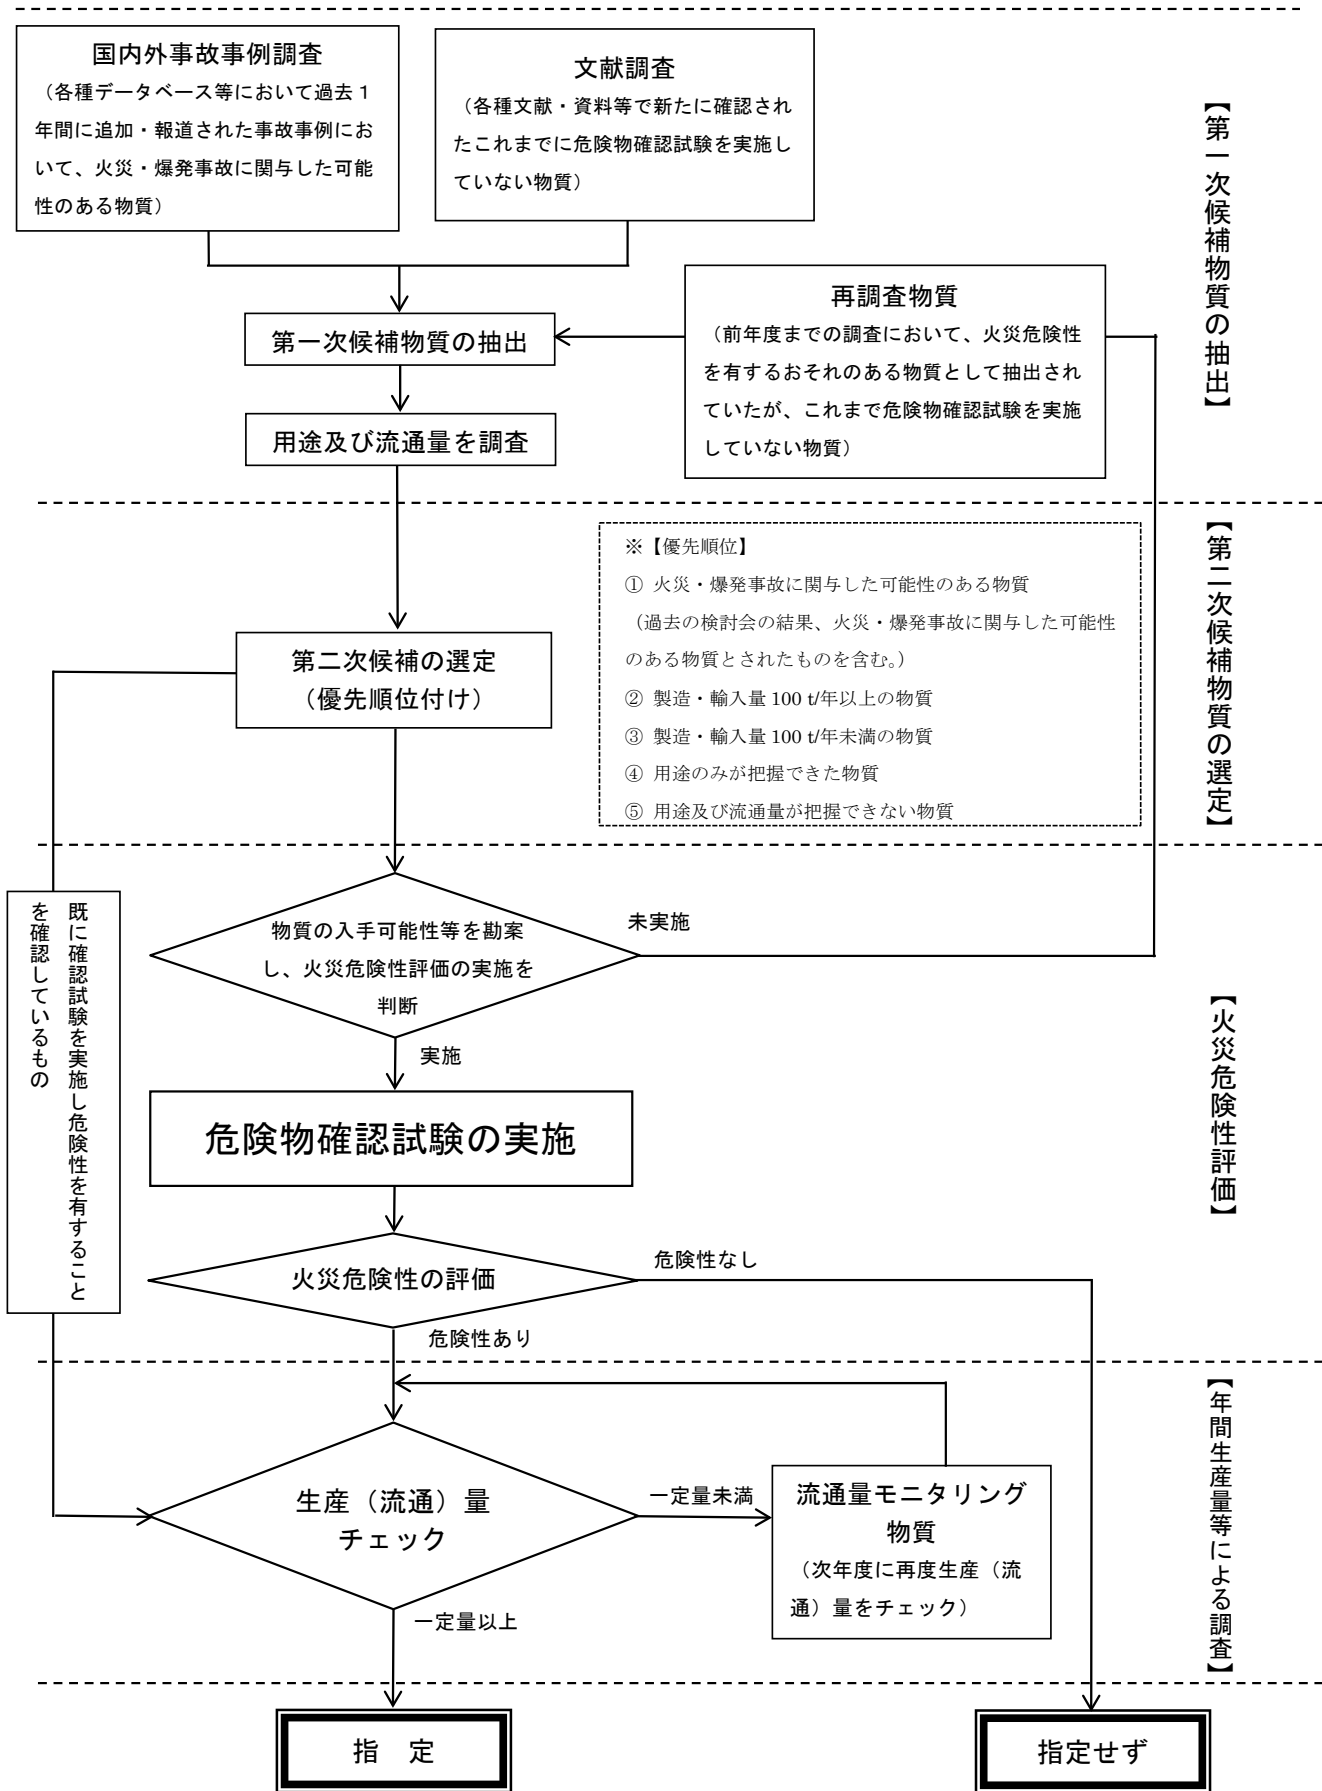 国内外事故事例調査
（各種データベース等において過去１
年間に追加・報道された事故事例にお
いて、火災・爆発事故に関与した可能
性のある物質）
文献調査
（各種文献・資料等で新たに確認され
たこれまでに危険物確認試験を実施し
ていない物質）
【第一次候補物質の抽出】
再調査物質
（前年度までの調査において、火災危険性
を有するおそれのある物質として抽出され
ていたが、これまで危険物確認試験を実施
していない物質）
第一次候補物質の抽出
用途及び流通量を調査
【第二次候補物質の選定】
※【優先順位】
① 火災・爆発事故に関与した可能性のある物質
（過去の検討会の結果、火災・爆発事故に関与した可能性
のある物質とされたものを含む。）
② 製造・輸入量 100 t/年以上の物質
③ 製造・輸入量 100 t/年未満の物質
④ 用途のみが把握できた物質
⑤ 用途及び流通量が把握できない物質
第二次候補の選定
（優先順位付け）
既に確認試験を実施し危険性を有すること
を確認しているもの
物質の入手可能性等を勘案
し、火災危険性評価の実施を
判断
未実施
実施
【火災危険性評価】
危険物確認試験の実施
火災危険性の評価
危険性なし
危険性あり
【年間生産量等による調査】
生産（流通）量
チェック
一定量未満
流通量モニタリング
物質
（次年度に再度生産（流
通）量をチェック）
一定量以上
指　定
指定せず